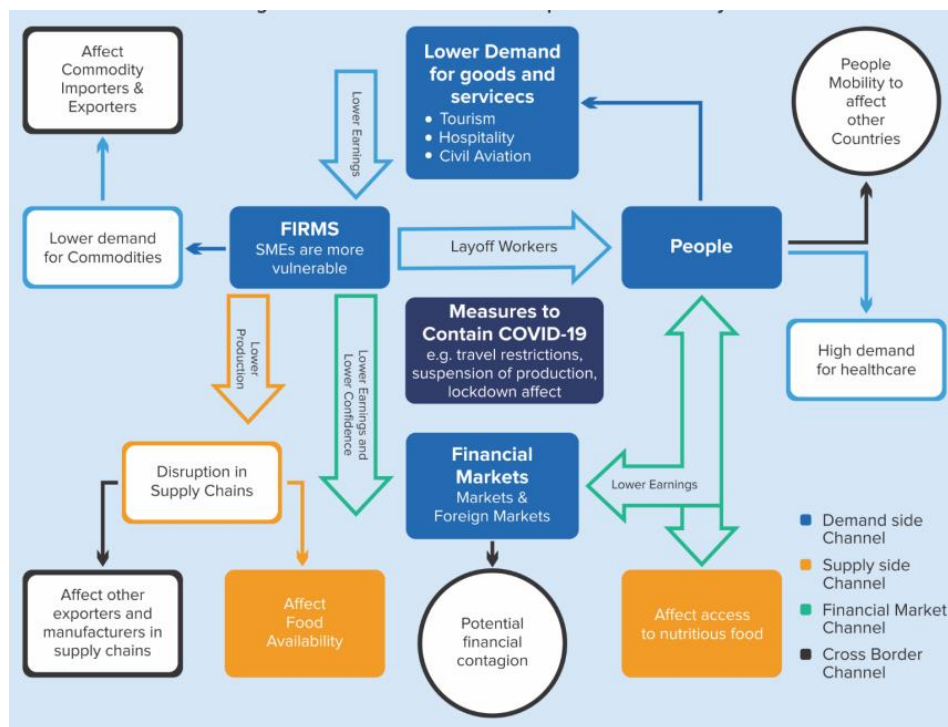 Affect
Commodity
Importers &
Exporters
Lower Earnings
Lower Demand
for goods and
servicecs
• Tourism
• Hospitality
• Civil Aviation
People
Mobility to
affect
other
Countries
Lower demand
for Commodities
FIRMS
SMEs are more
vulnerable
Layoff Workers
People
Measures to
Contain COVID-19
e.g. travel restrictions,
suspension of production,
lockdown affect
High demand
for healthcare
Lower
Production
Lower Earnings and
Lower Confidence
Disruption in
Supply Chains
Financial
Markets
Markets &
Foreign Markets
Lower Earnings
Affect other
exporters and
manufacturers in
supply chains
Affect
Food
Availability
Potential
financial
contagion
Affect access
to nutritious food
Demand side
Channel
Supply side
Channel
Financial Market
Channel
Cross Border
Channel